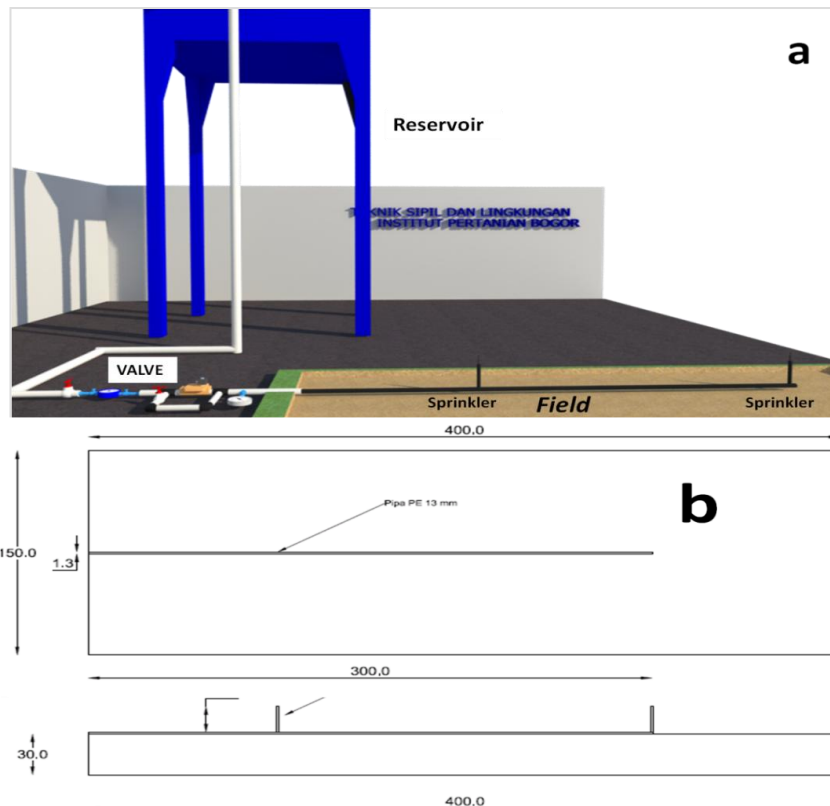 a
Reservoir
TEKNIK SIPIL DAN LINGKUNGAN
INSTITUT PERTANIAN BOGOR
VALVE
Sprinkler
Field
Sprinkler
400.0
b
Pipa PE 13 mm
150.0
1.3
300,0
30.0
400.0